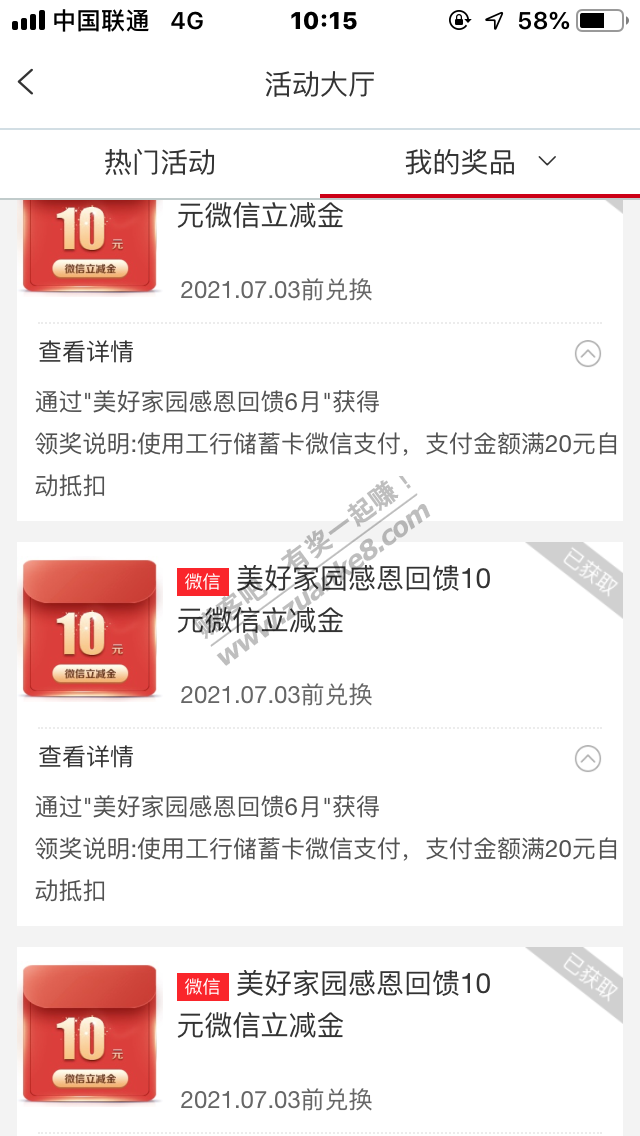 中国联通 4G 10:15 58%
活动大厅
热门活动 我的奖品
10元
微信立减金
元微信立减金
2021.07.03前兑换
查看详情
通过"美好家园感恩回馈6月"获得
领奖说明:使用工行储蓄卡微信支付，支付金额满20元自
动抵扣
已获取
10元
微信立减金
微信 美好家园感恩回馈10
元微信立减金
2021.07.03前兑换
赚客吧，有奖一起赚！
www.zuanke8.com
查看详情
通过"美好家园感恩回馈6月"获得
领奖说明:使用工行储蓄卡微信支付，支付金额满20元自
动抵扣
已获取
10元
微信立减金
微信 美好家园感恩回馈10
元微信立减金
2021.07.03前兑换